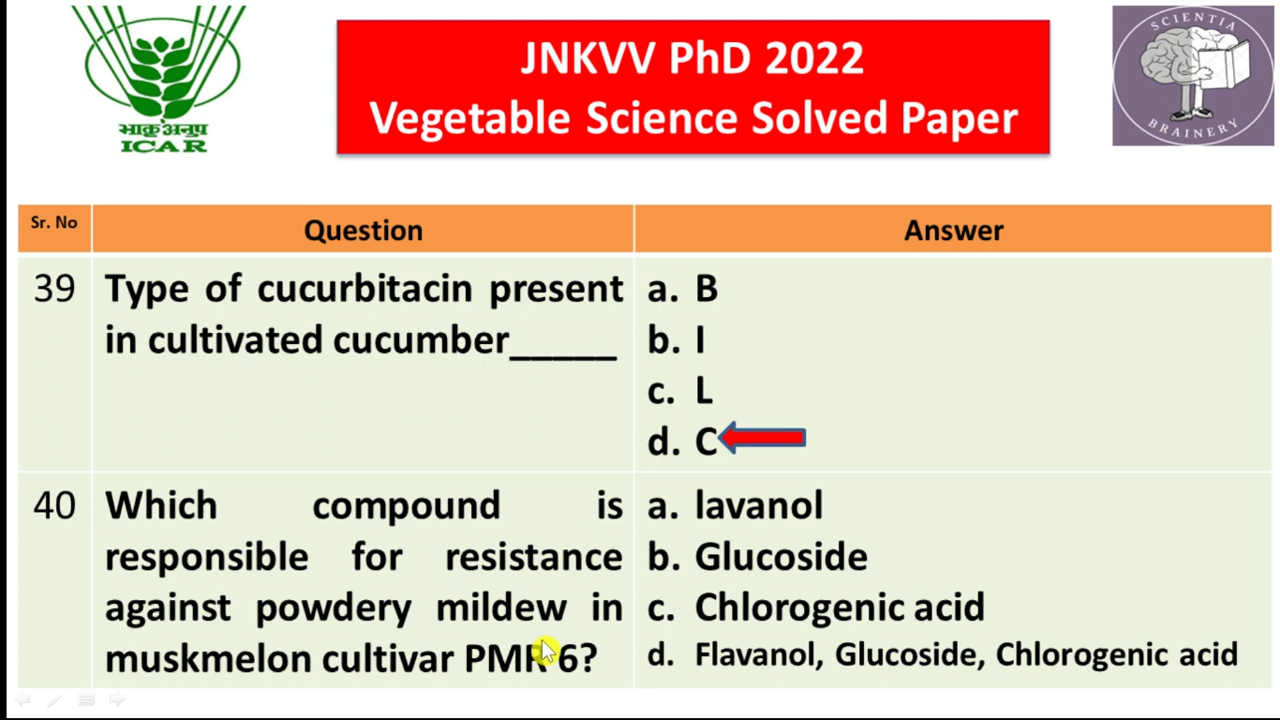 JNKVV PhD 2022
Vegetable Science Solved Paper
भाकृअनुप
ICAR
SCIENTIA
BRAINERY
Sr. No Question Answer
39 Type of cucurbitacin present a. B
in cultivated cucumber_____ b. I
c. L
d. C
40 Which compound is a. lavanol
responsible for resistance b. Glucoside
against powdery mildew in c. Chlorogenic acid
muskmelon cultivar PMR 6? d. Flavanol, Glucoside, Chlorogenic acid